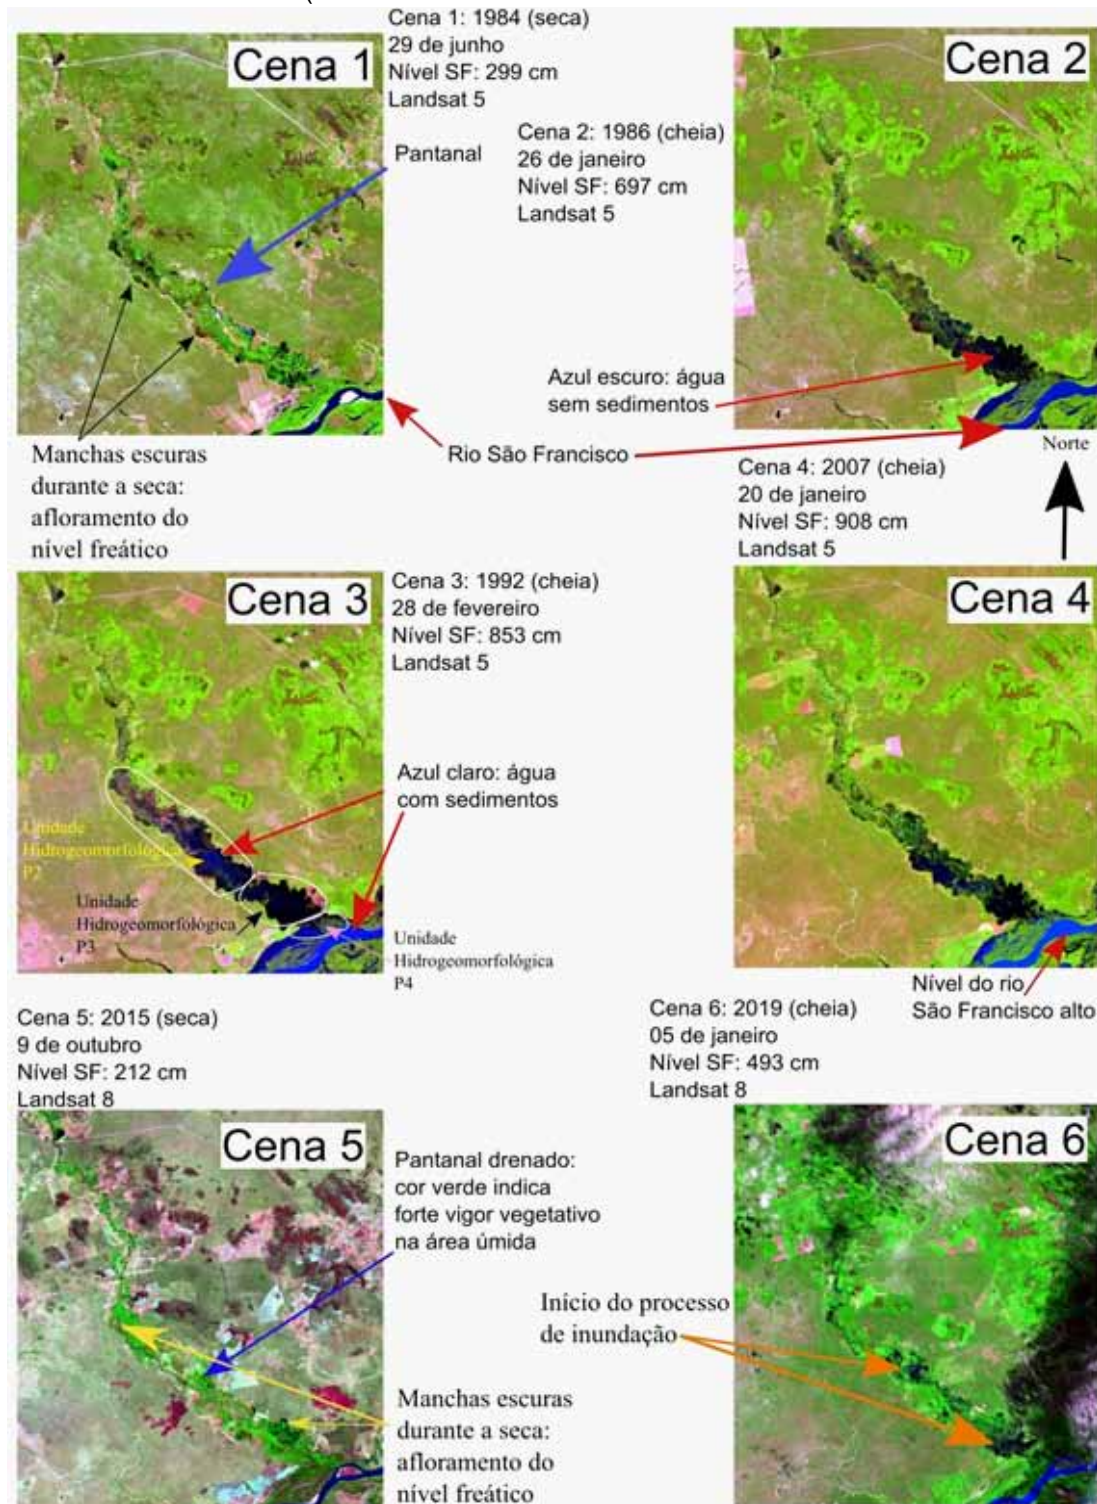 Cena 1: 1984 (seca)
29 de junho
Nível SF: 299 cm
Landsat 5
Cena 1
Cena 2
Pantanal
Cena 2: 1986 (cheia)
26 de janeiro
Nível SF: 697 cm
Landsat 5
Azul escuro: água
sem sedimentos
Rio São Francisco
Norte
Manchas escuras
durante a seca:
afloramento do
nível freático
Cena 4: 2007 (cheia)
20 de janeiro
Nível SF: 908 cm
Landsat 5
Cena 3
Cena 3: 1992 (cheia)
28 de fevereiro
Nível SF: 853 cm
Landsat 5
Cena 4
Azul claro: água
com sedimentos
Unidade
Hidrogeomorfológica
P2
Unidade
Hidrogeomorfológica
P3
Unidade
Hidrogeomorfológica
P4
Nível do rio
São Francisco alto
Cena 5: 2015 (seca)
9 de outubro
Nível SF: 212 cm
Landsat 8
Cena 6: 2019 (cheia)
05 de janeiro
Nível SF: 493 cm
Landsat 8
Cena 5
Cena 6
Pantanal drenado:
cor verde indica
forte vigor vegetativo
na área úmida
Início do processo
de inundação
Manchas escuras
durante a seca:
afloramento do
nível freático